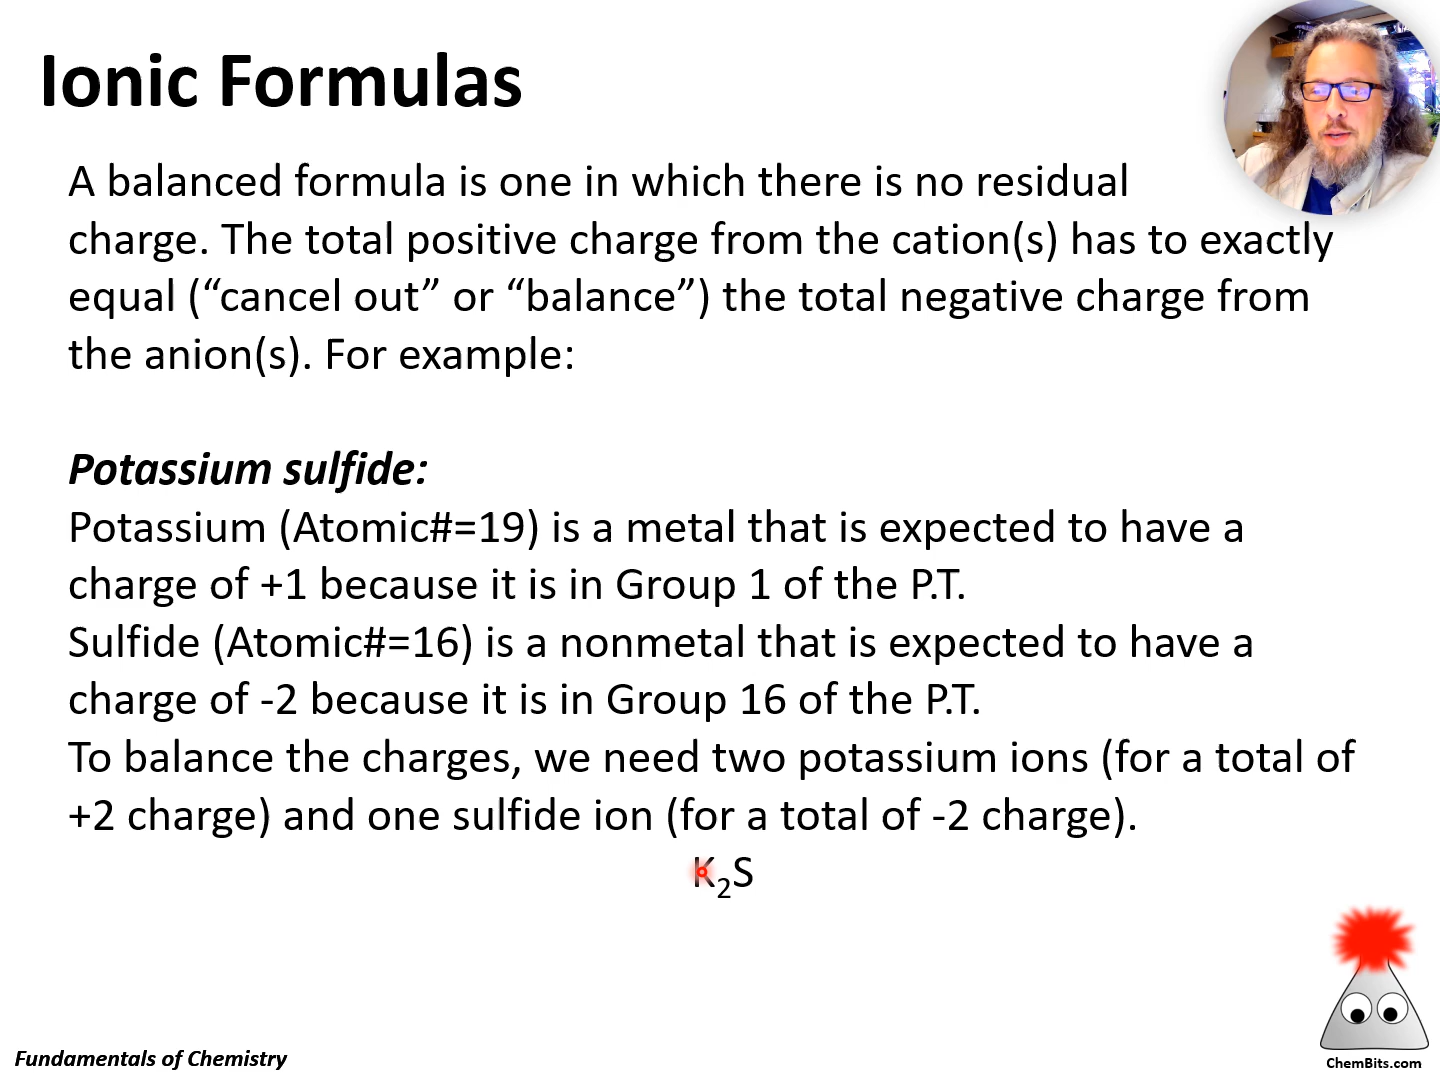 Ionic Formulas
A balanced formula is one in which there is no residual
charge. The total positive charge from the cation(s) has to exactly
equal (“cancel out” or “balance”) the total negative charge from
the anion(s). For example:
Potassium sulfide:
Potassium (Atomic#=19) is a metal that is expected to have a
charge of +1 because it is in Group 1 of the P.T.
Sulfide (Atomic#=16) is a nonmetal that is expected to have a
charge of -2 because it is in Group 16 of the P.T.
To balance the charges, we need two potassium ions (for a total of
+2 charge) and one sulfide ion (for a total of -2 charge).
K₂S
Fundamentals of Chemistry
ChemBits.com